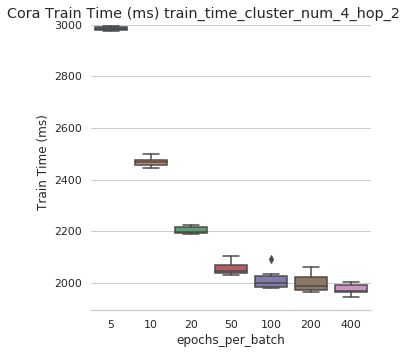 Cora Train Time (ms) train_time_cluster_num_4_hop_2
3000
2800
2600
2400
2200
2000
Train Time (ms)
5 10 20 50 100 200 400
epochs_per_batch